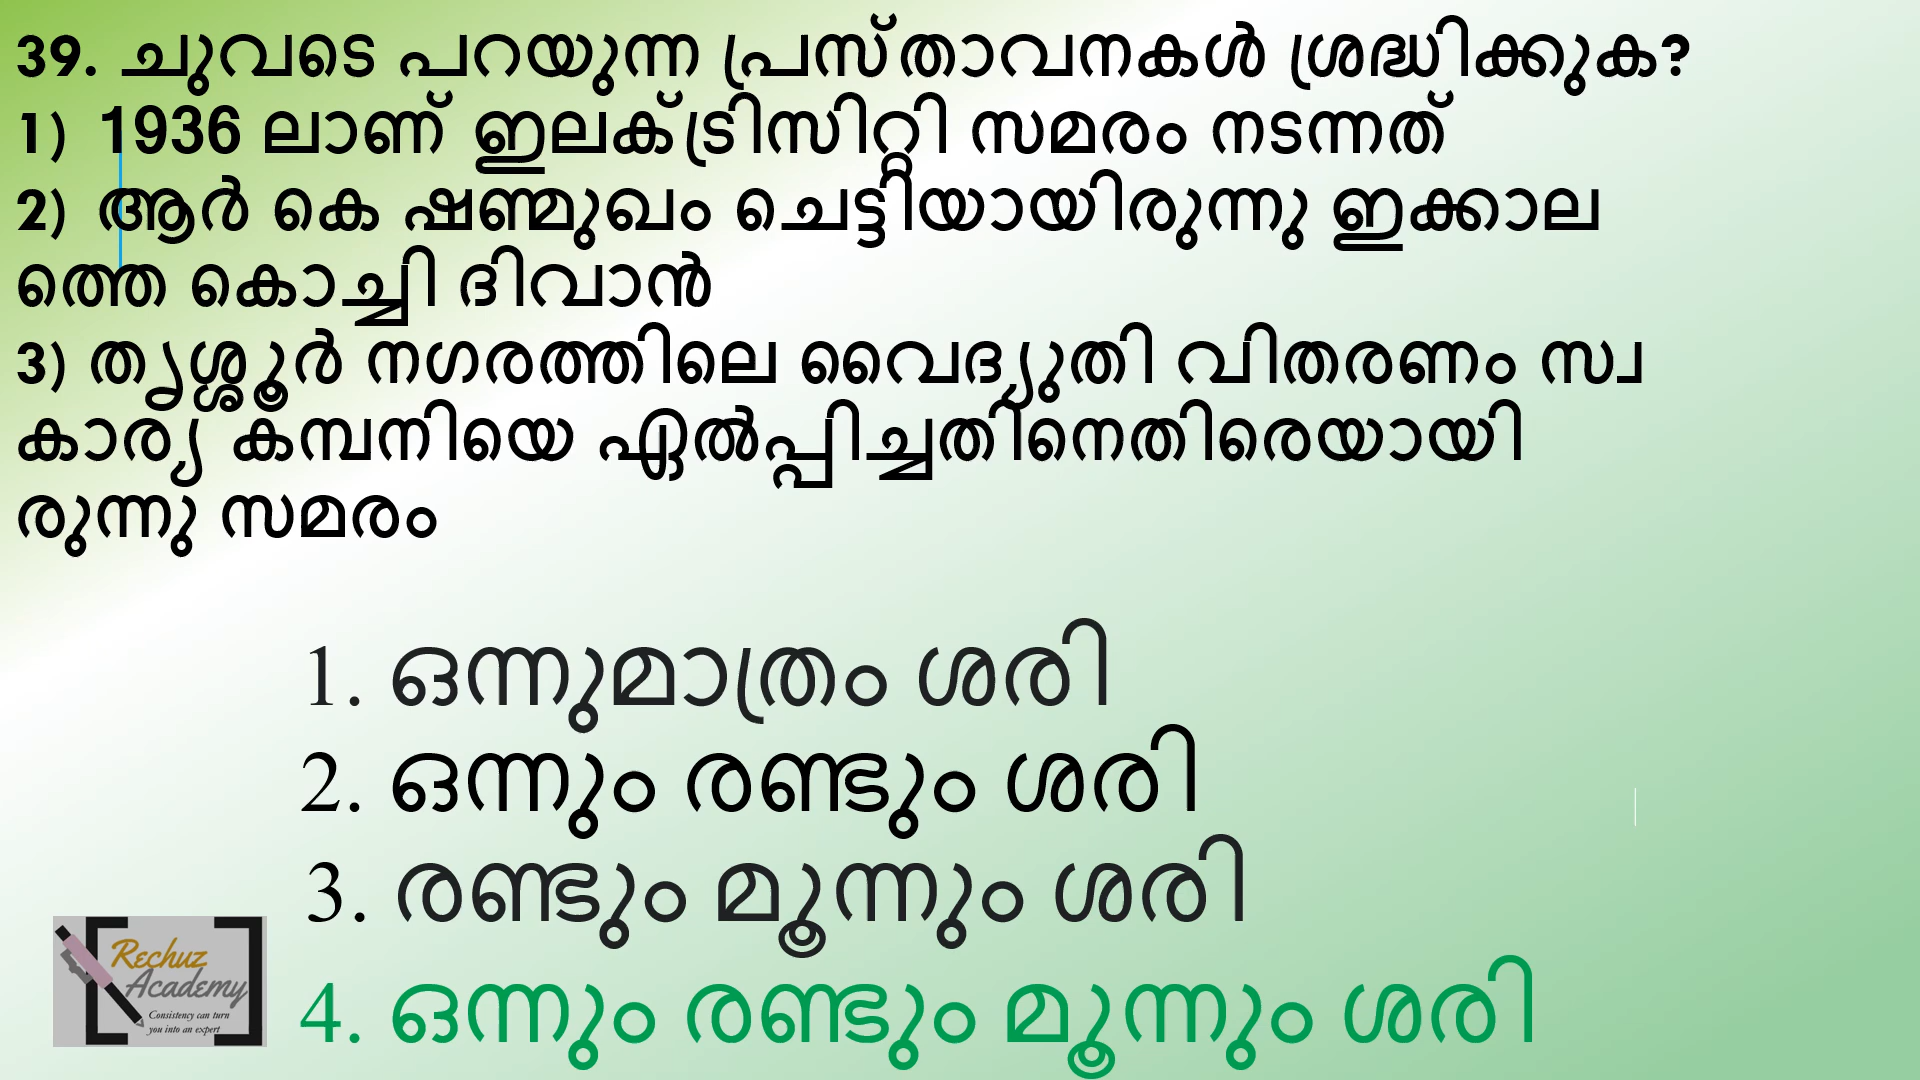 39. ചുവടെ പറയുന്ന പ്രസ്താവനകൾ ശ്രദ്ധിക്കുക?
1) 1936 ലാണ് ഇലക്ട്രിസിറ്റി സമരം നടന്നത്
2) ആർ കെ ഷണ്മുഖം ചെട്ടിയായിരുന്നു ഇക്കാല
ത്തെ കൊച്ചി ദിവാൻ
3) തൃശ്ശൂർ നഗരത്തിലെ വൈദ്യുതി വിതരണം സ്വ
കാര്യ കമ്പനിയെ ഏൽപ്പിച്ചതിനെതിരെയായി
രുന്നു സമരം
1. ഒന്നുമാത്രം ശരി
2. ഒന്നും രണ്ടും ശരി
3. രണ്ടും മൂന്നും ശരി
4. ഒന്നും രണ്ടും മൂന്നും ശരി
Rechuz
Academy
Consistency can turn
you into an expert